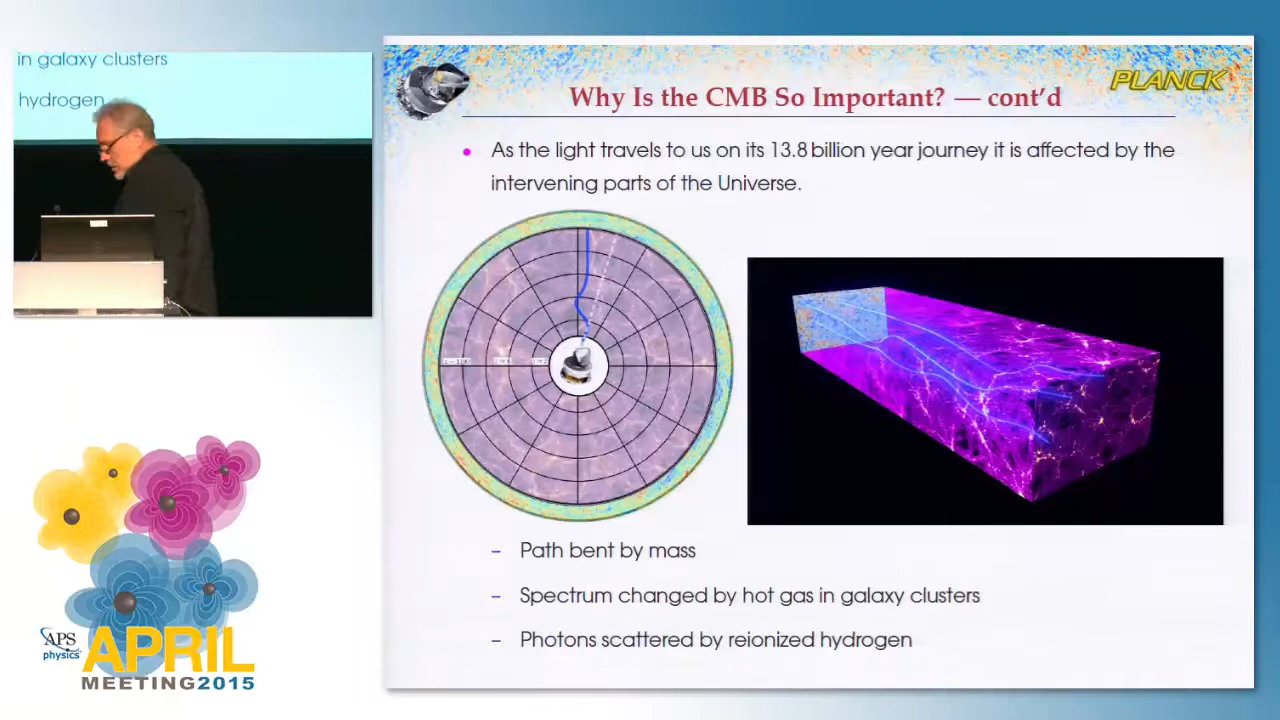 in galaxy clusters
hydrogen
PLANCK
Why Is the CMB So Important? — cont'd
• As the light travels to us on its 13.8 billion year journey it is affected by the
intervening parts of the Universe.
– Path bent by mass
– Spectrum changed by hot gas in galaxy clusters
– Photons scattered by reionized hydrogen
APS
physics
APRIL
MEETING2015